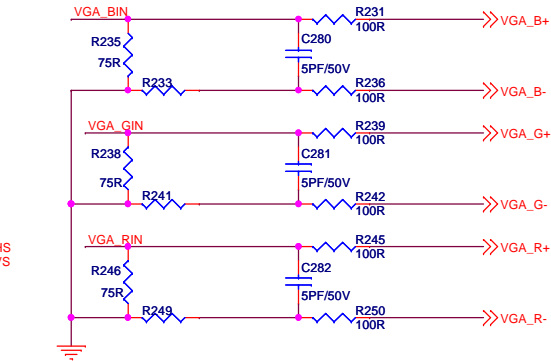 VGA_BIN
R231
100R
VGA_B+
R235
75R
C280
5PF/50V
R233
R236
100R
VGA_B-
VGA_GIN
R239
100R
VGA_G+
R238
75R
C281
5PF/50V
R241
R242
100R
VGA_G-
HS
VS
VGA_RIN
R245
100R
VGA_R+
R246
75R
C282
5PF/50V
R249
R250
100R
VGA_R-